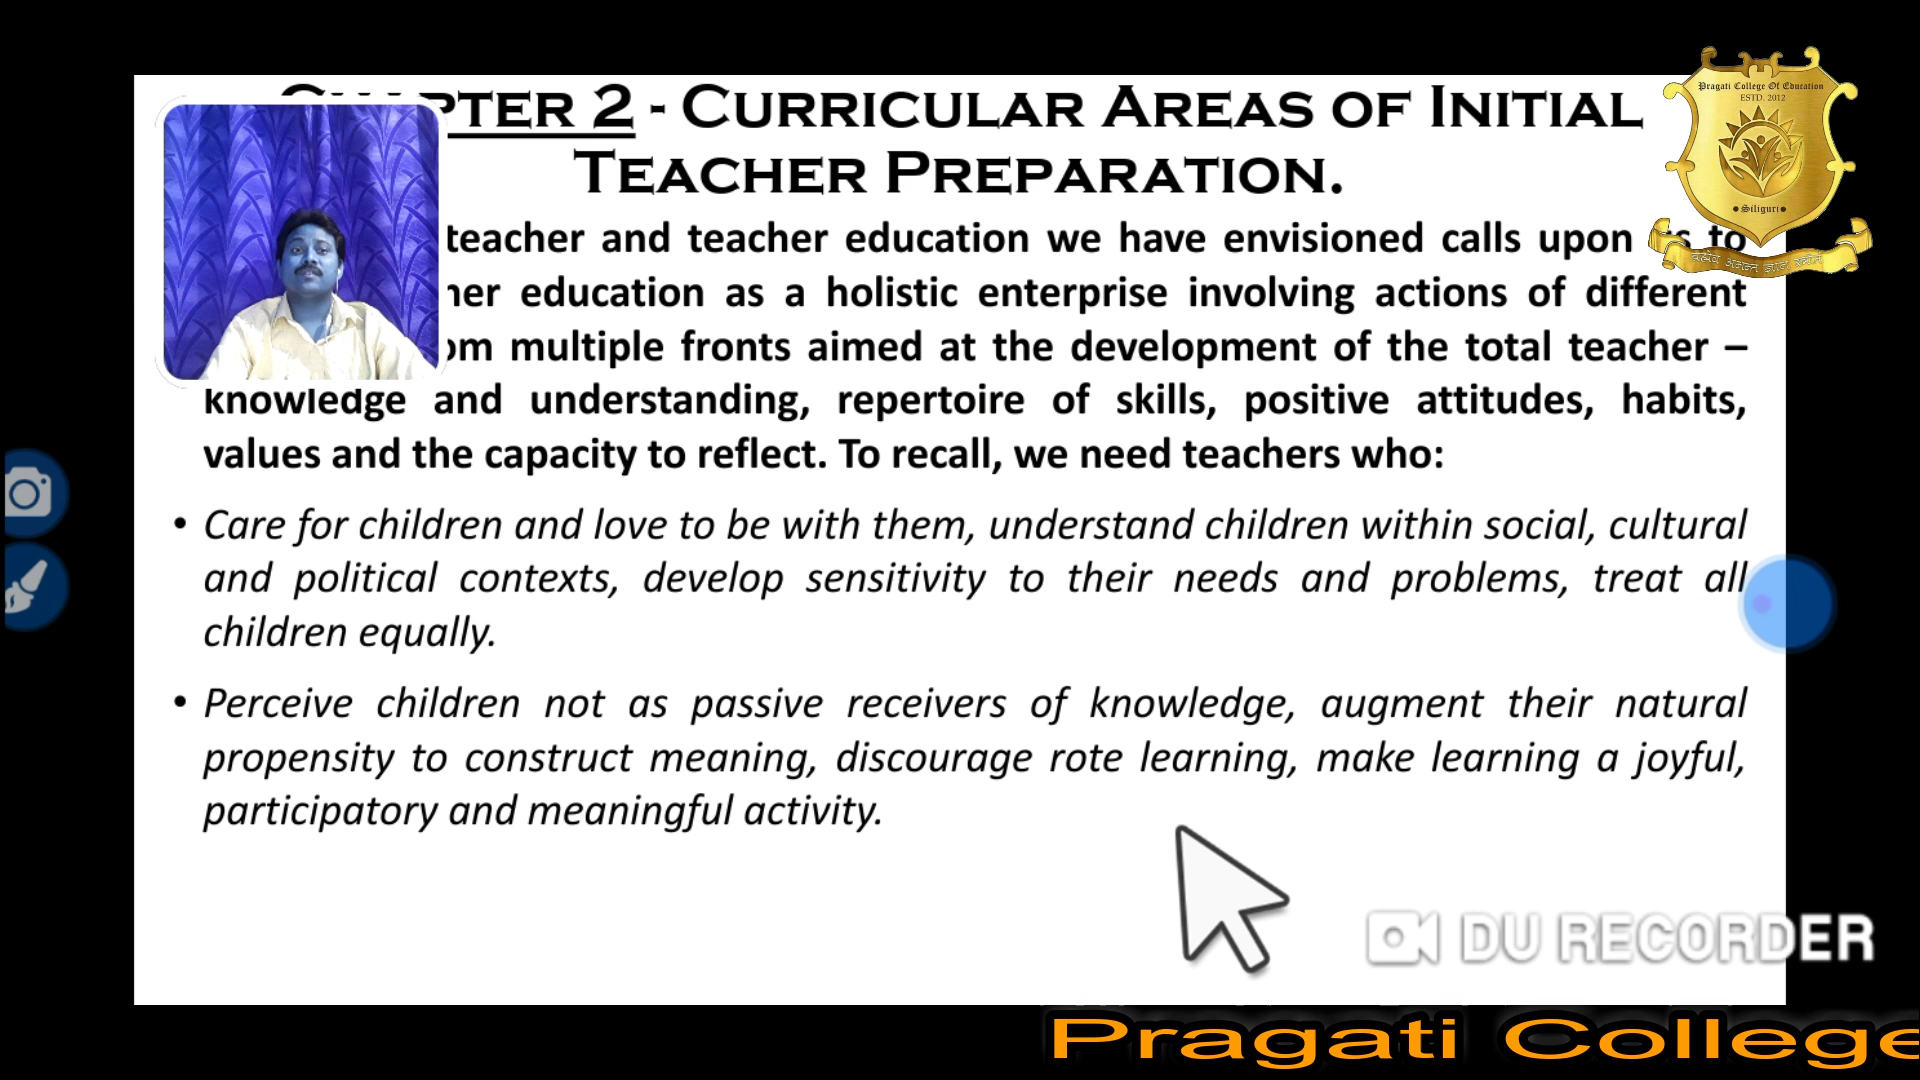 PTER 2 - CURRICULAR AREAS OF INITIAL
TEACHER PREPARATION.
teacher and teacher education we have envisioned calls upon us to
her education as a holistic enterprise involving actions of different
om multiple fronts aimed at the development of the total teacher –
knowledge and understanding, repertoire of skills, positive attitudes, habits,
values and the capacity to reflect. To recall, we need teachers who:
• Care for children and love to be with them, understand children within social, cultural
and political contexts, develop sensitivity to their needs and problems, treat all
children equally.
• Perceive children not as passive receivers of knowledge, augment their natural
propensity to construct meaning, discourage rote learning, make learning a joyful,
participatory and meaningful activity.
Pragati College Of Education
ESTD. 2012
•Siliguri•
DU RECORDER
Pragati College